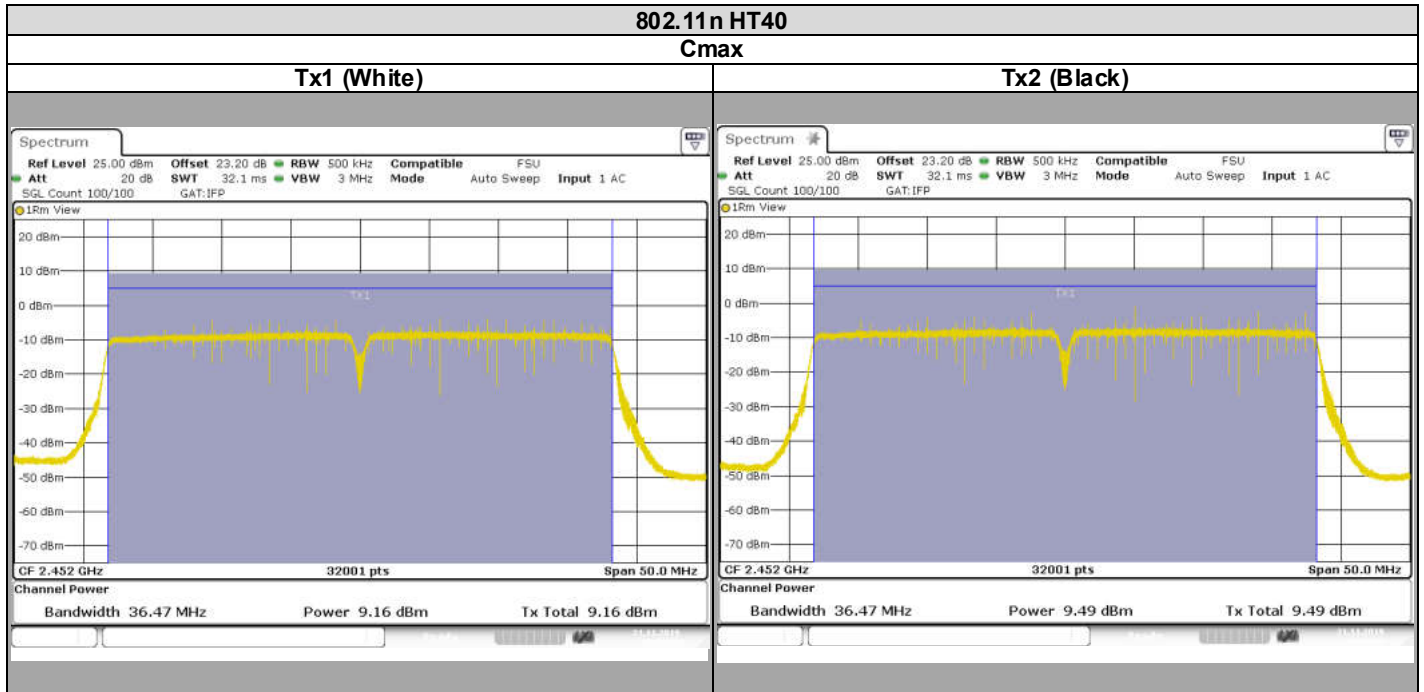 802.11n HT40
Cmax
Tx1 (White)
Tx2 (Black)
Spectrum
Ref Level 25.00 dBm Offset 23.20 dB RBW 500 kHz Compatible FSU
Att 20 dB SWT 32.1 ms VBW 3 MHz Mode Auto Sweep Input 1 AC
SGL Count 100/100 GAT:IFP
1Rm View
20 dBm
10 dBm
Tx1
0 dBm
-10 dBm
-20 dBm
-30 dBm
-40 dBm
-50 dBm
-60 dBm
-70 dBm
CF 2.452 GHz 32001 pts Span 50.0 MHz
Channel Power
Bandwidth 36.47 MHz Power 9.16 dBm Tx Total 9.16 dBm
Spectrum
Ref Level 25.00 dBm Offset 23.20 dB RBW 500 kHz Compatible FSU
Att 20 dB SWT 32.1 ms VBW 3 MHz Mode Auto Sweep Input 1 AC
SGL Count 100/100 GAT:IFP
1Rm View
20 dBm
10 dBm
Tx1
0 dBm
-10 dBm
-20 dBm
-30 dBm
-40 dBm
-50 dBm
-60 dBm
-70 dBm
CF 2.452 GHz 32001 pts Span 50.0 MHz
Channel Power
Bandwidth 36.47 MHz Power 9.49 dBm Tx Total 9.49 dBm